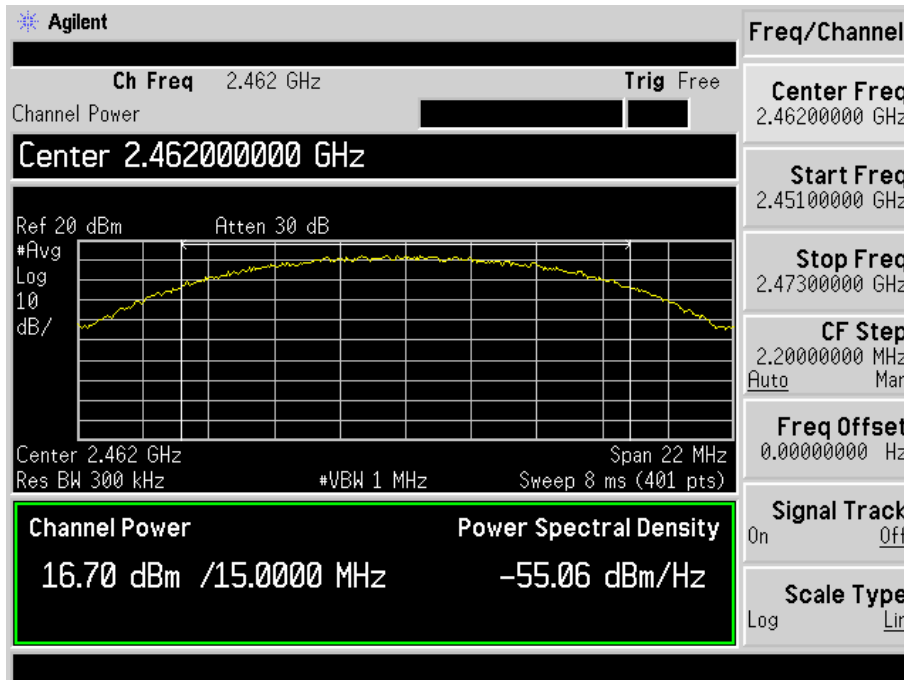 Agilent
Freq/Channel
Ch Freq 2.462 GHz Trig Free
Channel Power
Center 2.462000000 GHz
Ref 20 dBm Atten 30 dB
#Avg
Log
10
dB/
Center 2.462 GHz Span 22 MHz
Res BW 300 kHz #VBW 1 MHz Sweep 8 ms (401 pts)
Channel Power Power Spectral Density
16.70 dBm /15.0000 MHz -55.06 dBm/Hz
Center Freq
2.46200000 GHz
Start Freq
2.45100000 GHz
Stop Freq
2.47300000 GHz
CF Step
2.20000000 MHz
Auto Man
Freq Offset
0.00000000 Hz
Signal Track
On Off
Scale Type
Log Lin